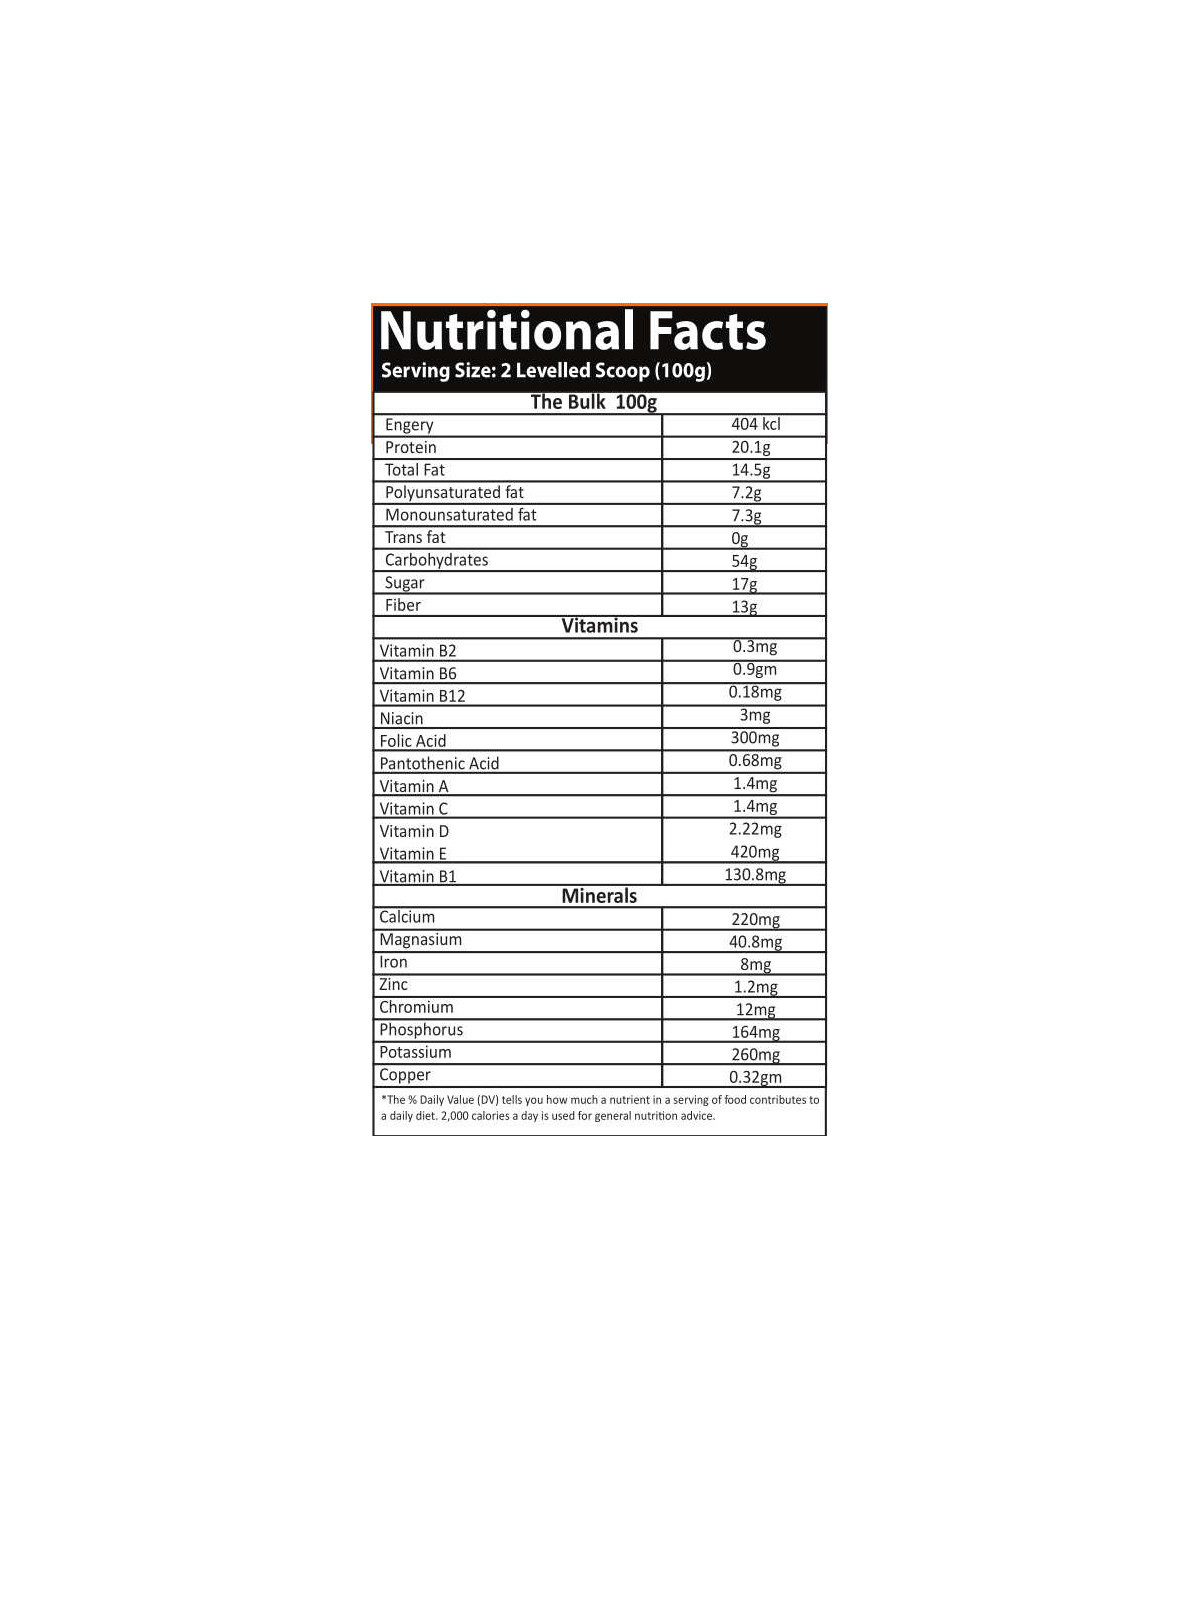 Nutritional Facts
Serving Size: 2 Levelled Scoop (100g)
The Bulk 100g
Engery 404 kcl
Protein 20.1g
Total Fat 14.5g
Polyunsaturated fat 7.2g
Monounsaturated fat 7.3g
Trans fat 0g
Carbohydrates 54g
Sugar 17g
Fiber 13g
Vitamins
Vitamin B2 0.3mg
Vitamin B6 0.9gm
Vitamin B12 0.18mg
Niacin 3mg
Folic Acid 300mg
Pantothenic Acid 0.68mg
Vitamin A 1.4mg
Vitamin C 1.4mg
Vitamin D 2.22mg
Vitamin E 420mg
Vitamin B1 130.8mg
Minerals
Calcium 220mg
Magnasium 40.8mg
Iron 8mg
Zinc 1.2mg
Chromium 12mg
Phosphorus 164mg
Potassium 260mg
Copper 0.32gm
*The % Daily Value (DV) tells you how much a nutrient in a serving of food contributes to
a daily diet. 2,000 calories a day is used for general nutrition advice.